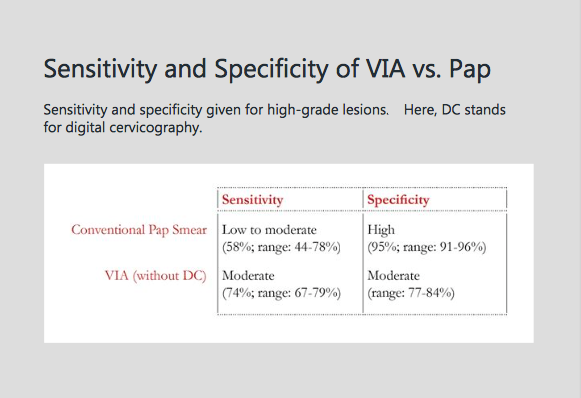 Sensitivity and Specificity of VIA vs. Pap
Sensitivity and specificity given for high-grade lesions. Here, DC stands
for digital cervicography.
Sensitivity Specificity
Conventional Pap Smear Low to moderate High
(58%; range: 44-78%) (95%; range: 91-96%)
VIA (without DC) Moderate Moderate
(74%; range: 67-79%) (range: 77-84%)